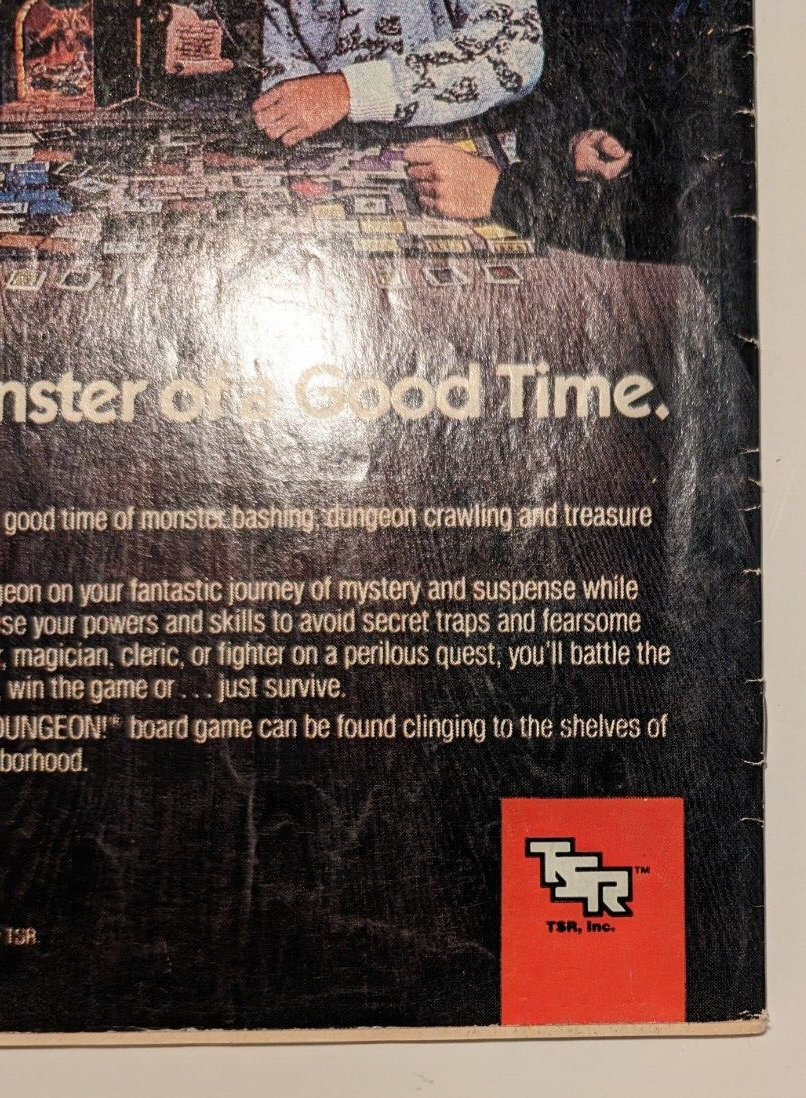 nster of a Good Time.
good time of monster bashing, dungeon crawling and treasure
geon on your fantastic journey of mystery and suspense while
se your powers and skills to avoid secret traps and fearsome
, magician, cleric, or fighter on a perilous quest, you'll battle the
, win the game or . . . just survive.
DUNGEON!® board game can be found clinging to the shelves of
borhood.
TSR ™
TSR, Inc.
TSR